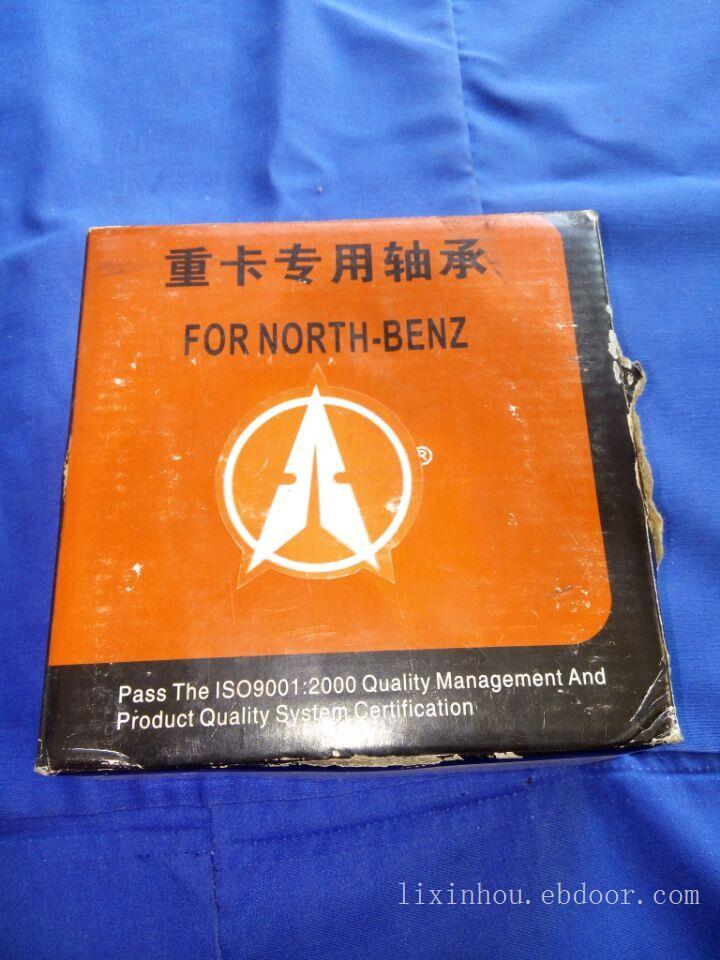 重卡专用轴承
FOR NORTH-BENZ
®
Pass The ISO9001:2000 Quality Management And
Product Quality System Certification
lixinhou.ebdoor.com